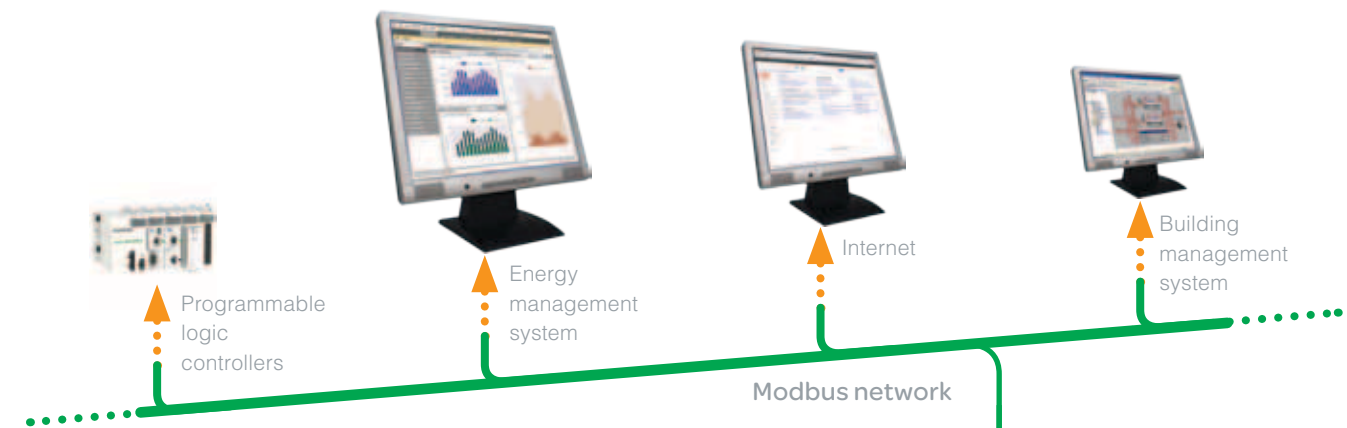 Programmable
logic
controllers
Energy
management
system
Internet
Building
management
system
Modbus network